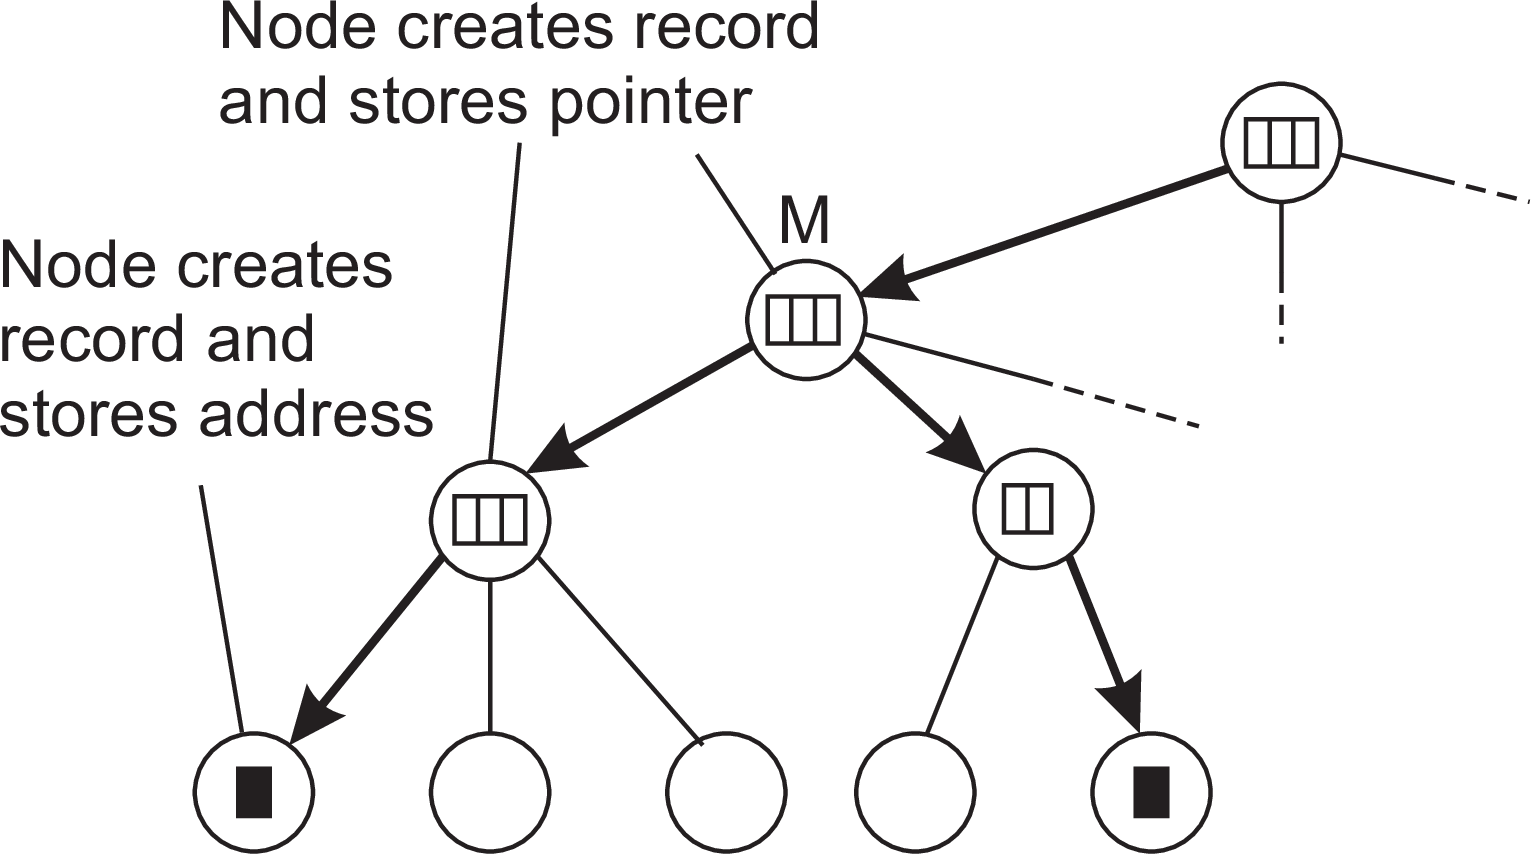 Node creates record
and stores pointer
M
Node creates
record and
stores address